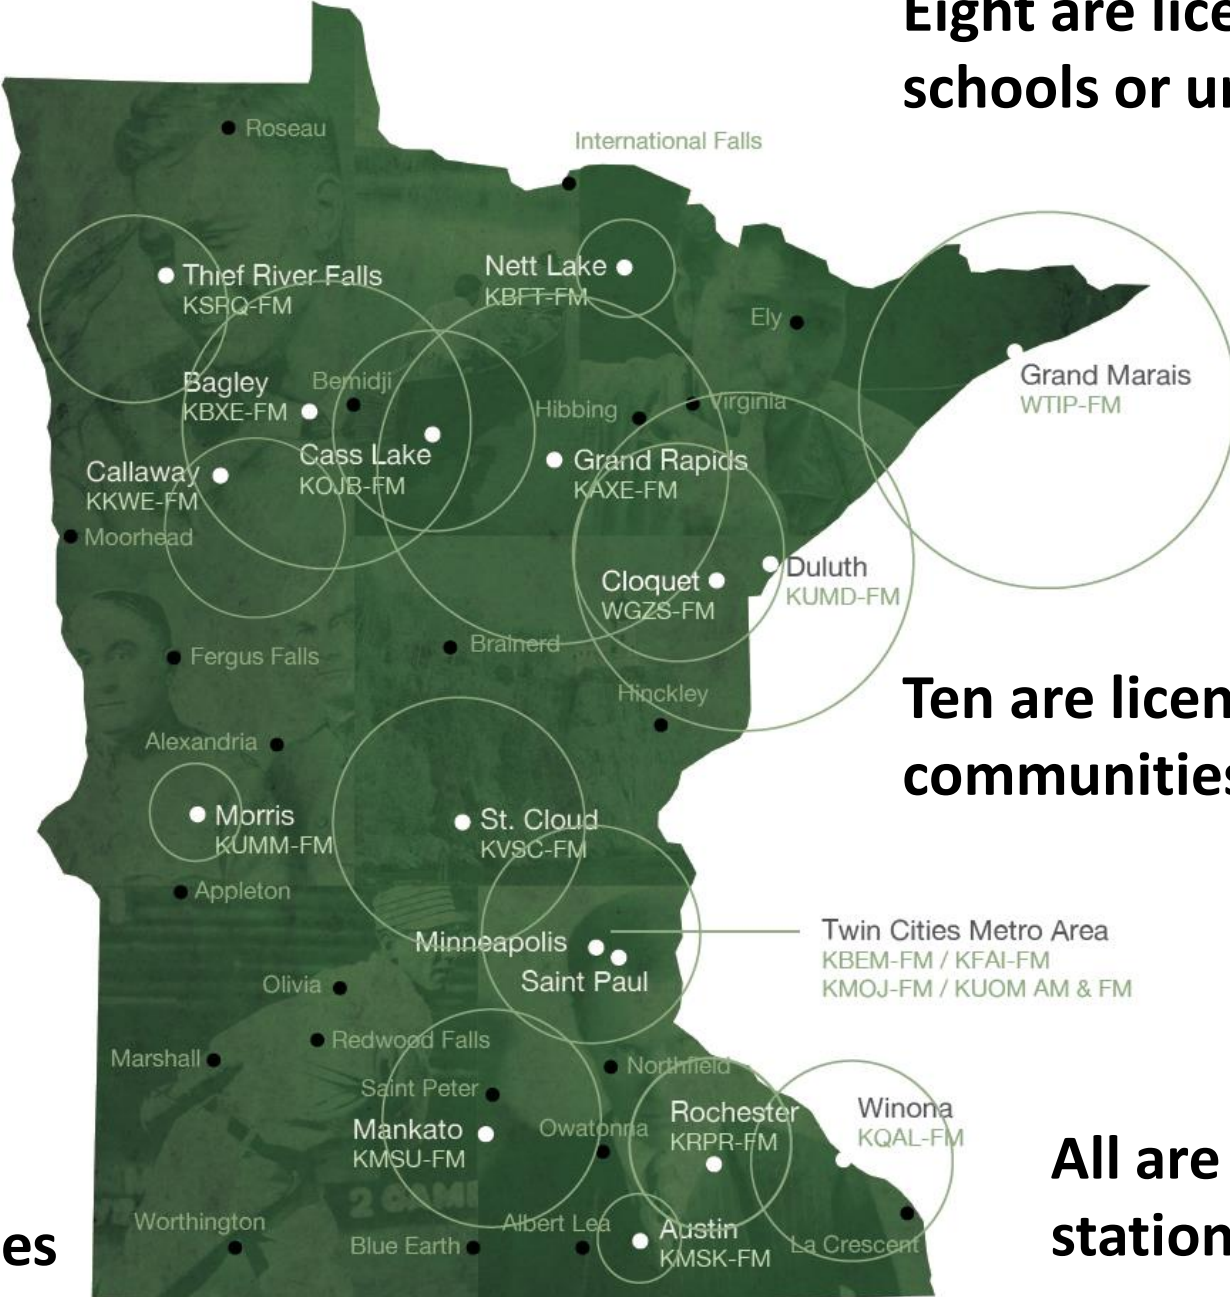 Eight are lice
schools or ur
Roseau
International Falls
Thief River Falls
KSRQ-FM
Nett Lake
KBFT-FM
Ely
Grand Marais
WTIP-FM
Bagley
KBXE-FM
Bemidji
Hibbing
Virginia
Cass Lake
KOJB-FM
Grand Rapids
KAXE-FM
Callaway
KKWE-FM
Moorhead
Cloquet
WGZS-FM
Duluth
KUMD-FM
Brainerd
Fergus Falls
Hinckley
Ten are licen
communities
Alexandria
Morris
KUMM-FM
St. Cloud
KVSC-FM
Appleton
Minneapolis
Saint Paul
Twin Cities Metro Area
KBEM-FM / KFAI-FM
KMOJ-FM / KUOM AM & FM
Olivia
Redwood Falls
Marshall
Northfield
Saint Peter
Mankato
KMSU-FM
Owatonna
Rochester
KRPR-FM
Winona
KQAL-FM
All are
station
2 GAME
Worthington
Blue Earth
Albert Lea
Austin
KMSK-FM
La Crescent
es